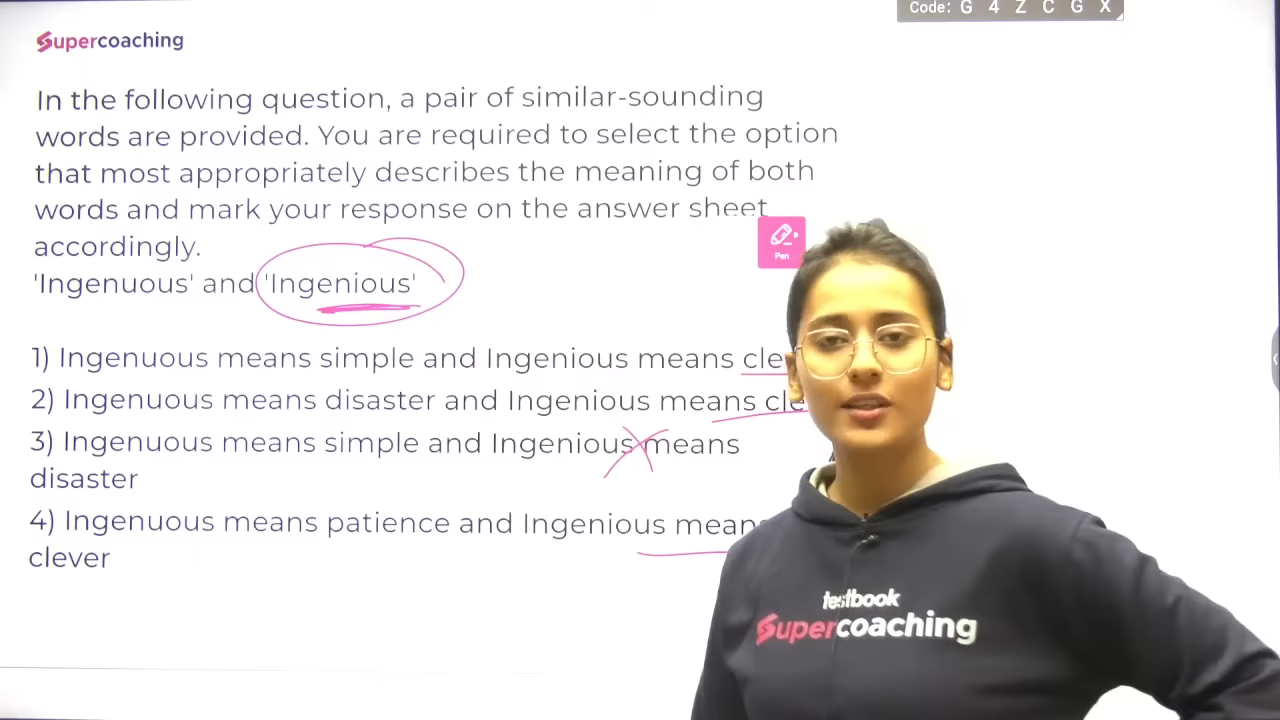 Code: G 4 Z C G X
Supercoaching
In the following question, a pair of similar-sounding
words are provided. You are required to select the option
that most appropriately describes the meaning of both
words and mark your response on the answer sheet
accordingly.
'Ingenuous' and 'Ingenious'
Pen
1) Ingenuous means simple and Ingenious means
2) Ingenuous means disaster and Ingenious means
3) Ingenuous means simple and Ingenious means
disaster
4) Ingenuous means patience and Ingenious means
clever
testbook
Supercoaching